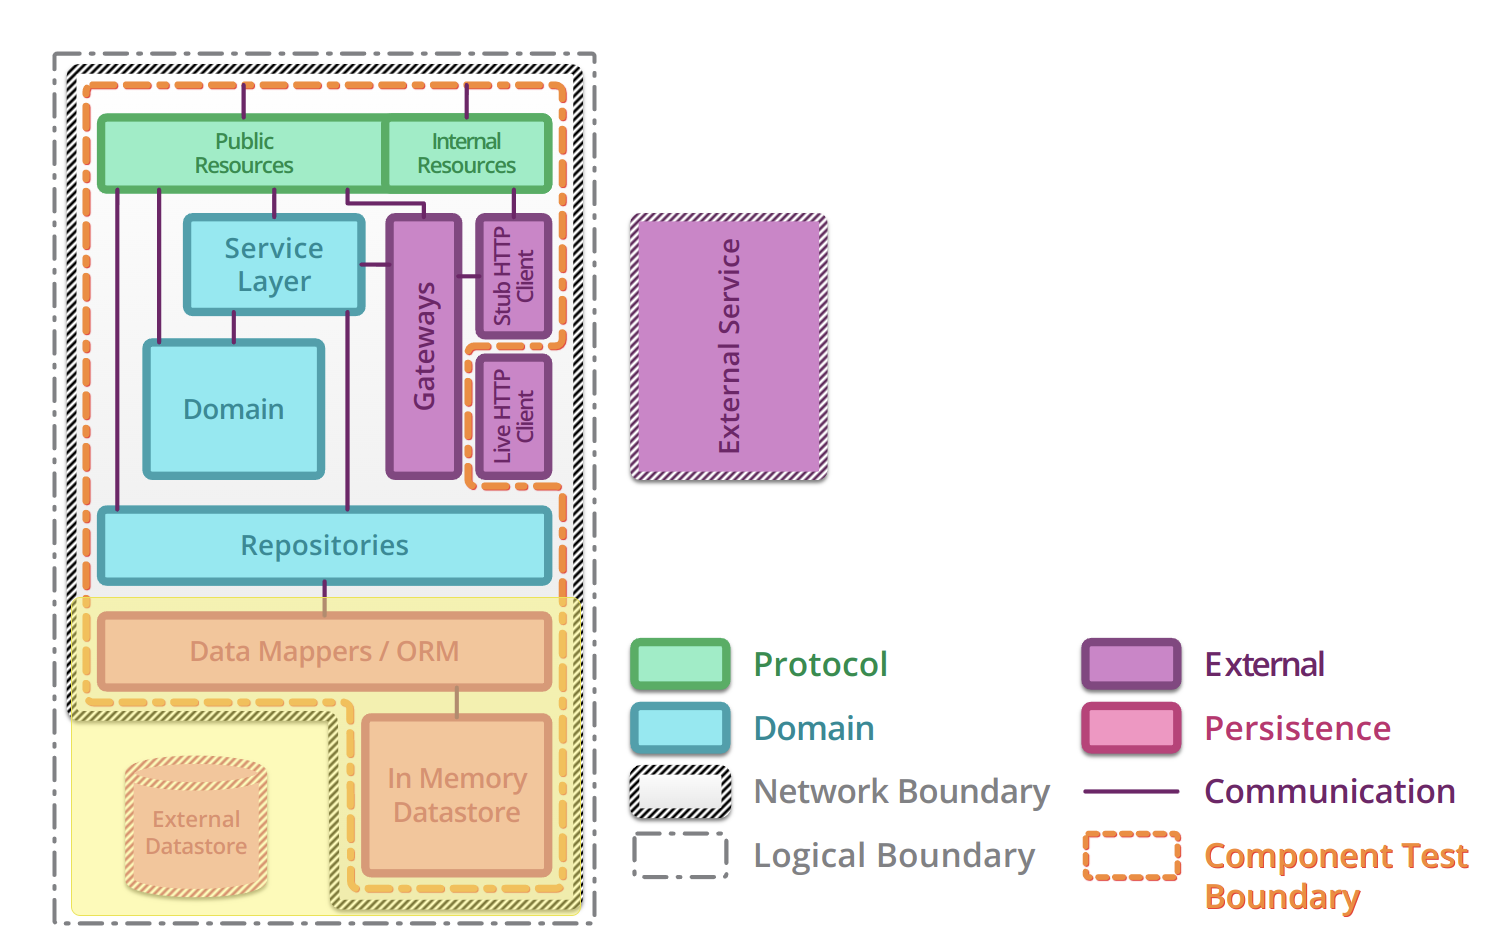 Public
Resources
Internal
Resources
Service
Layer
Gateways
Stub HTTP
Client
Domain
Live HTTP
Client
External Service
Repositories
Data Mappers / ORM
In Memory
Datastore
External
Datastore
Protocol
External
Domain
Persistence
Network Boundary
Communication
Logical Boundary
Component Test
Boundary